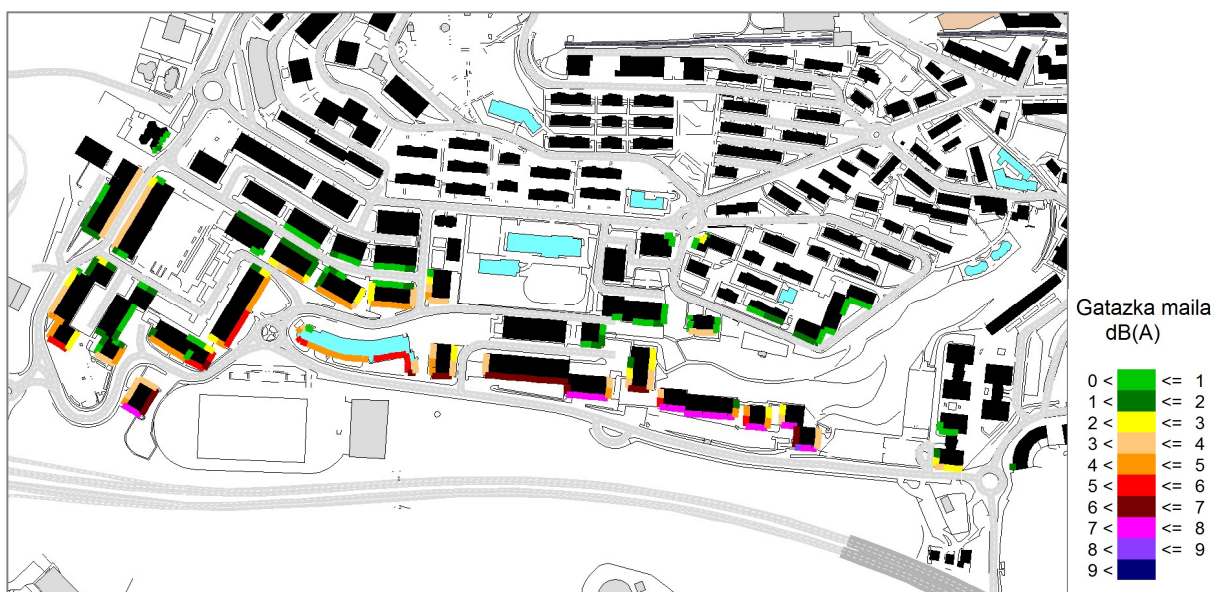 Gatazka maila
dB(A)
0 < <= 1
1 < <= 2
2 < <= 3
3 < <= 4
4 < <= 5
5 < <= 6
6 < <= 7
7 < <= 8
8 < <= 9
9 <